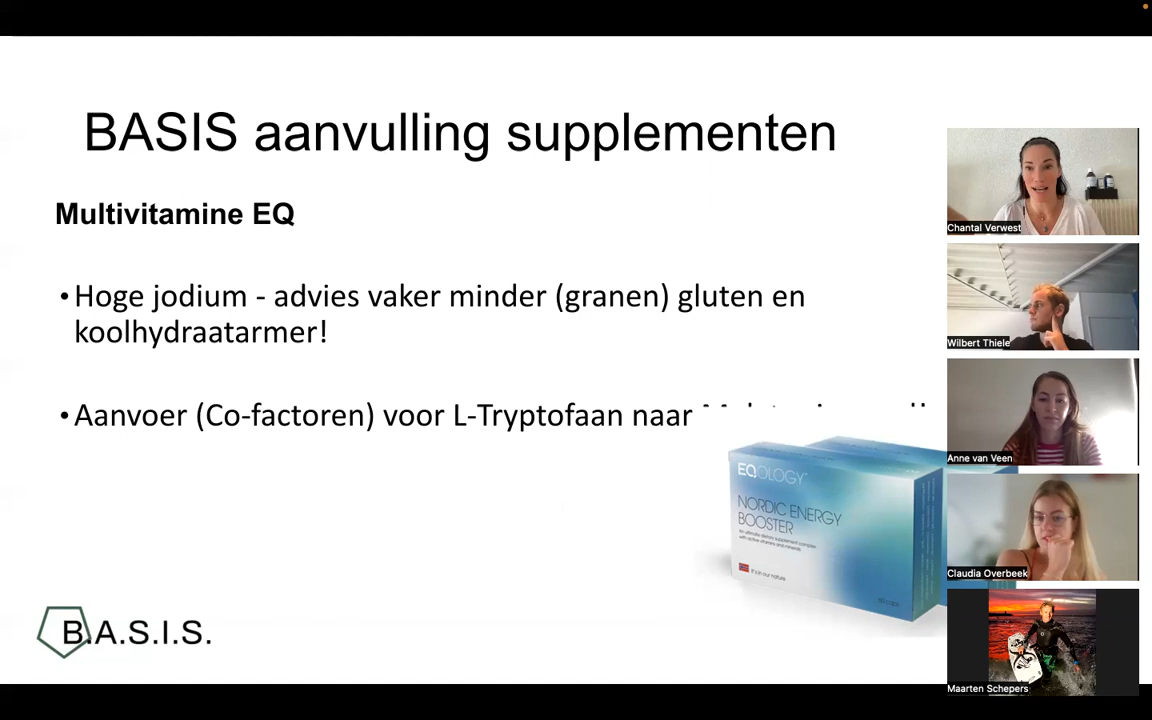 BASIS aanvulling supplementen
Multivitamine EQ
• Hoge jodium - advies vaker minder (granen) gluten en
koolhydraatarmer!
• Aanvoer (Co-factoren) voor L-Tryptofaan naar
EQOLOGY
NORDIC ENERGY
BOOSTER
B.A.S.I.S.
Chantal Verwest
Wilbert Thiele
Anne van Veen
Claudia Overbeek
Maarten Schepers